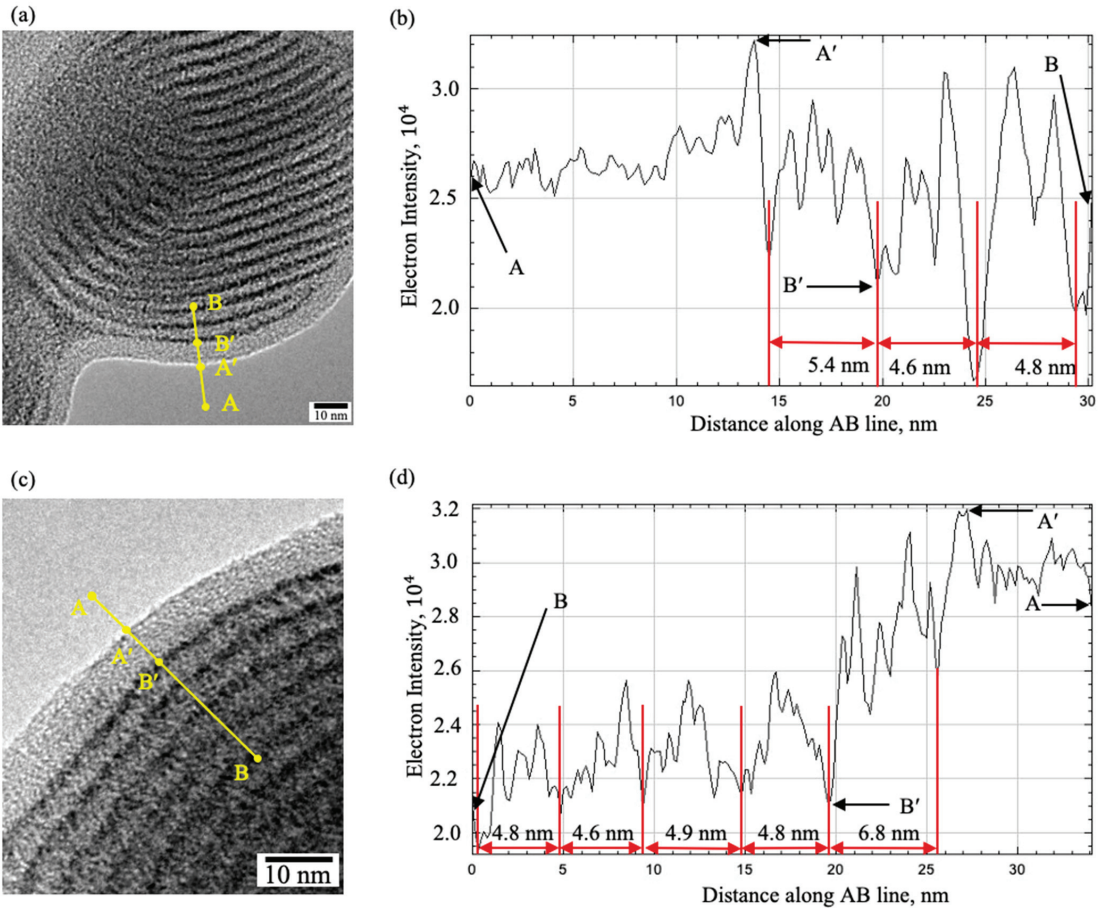 (a)
B
B′
A′
A
10 nm
(b)
Electron Intensity, 10⁴
3.0
2.5
2.0
A′
B
A
B′
5.4 nm
4.6 nm
4.8 nm
0
5
10
15
20
25
30
Distance along AB line, nm
(c)
A
A′
B′
B
10 nm
(d)
Electron Intensity, 10⁴
3.2
3.0
2.8
2.6
2.4
2.2
2.0
A′
B
A
B′
4.8 nm
4.6 nm
4.9 nm
4.8 nm
6.8 nm
0
5
10
15
20
25
30
Distance along AB line, nm